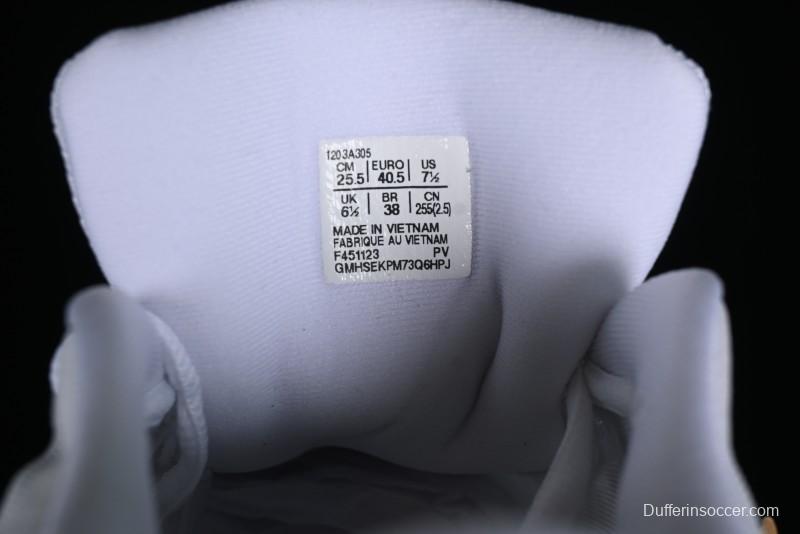 1203A305
CM EURO US
25.5 40.5 7½
UK BR CN
6½ 38 255(2.5)
MADE IN VIETNAM
FABRIQUE AU VIETNAM
F451123 PV
GMHSEKPM73Q6HPJ
Dufferinsoccer.com